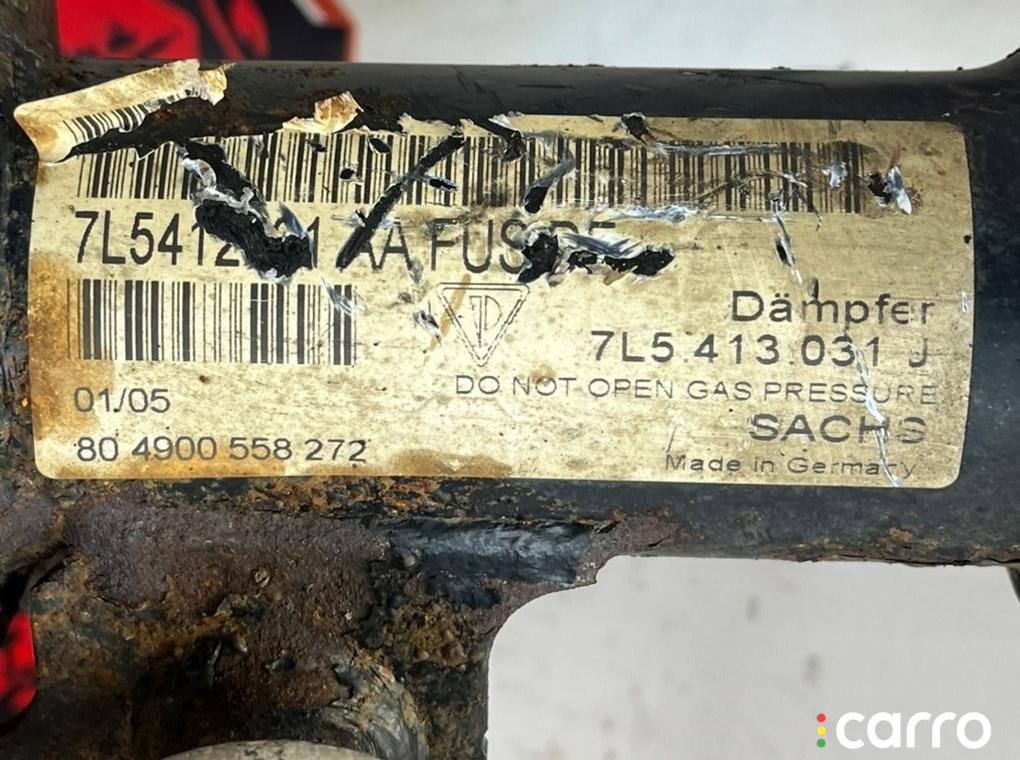 Dämpfer
7L5.413.031 J
DO NOT OPEN GAS PRESSURE
01/05
SACHS
80 4900 558 272
Made in Germany
carro